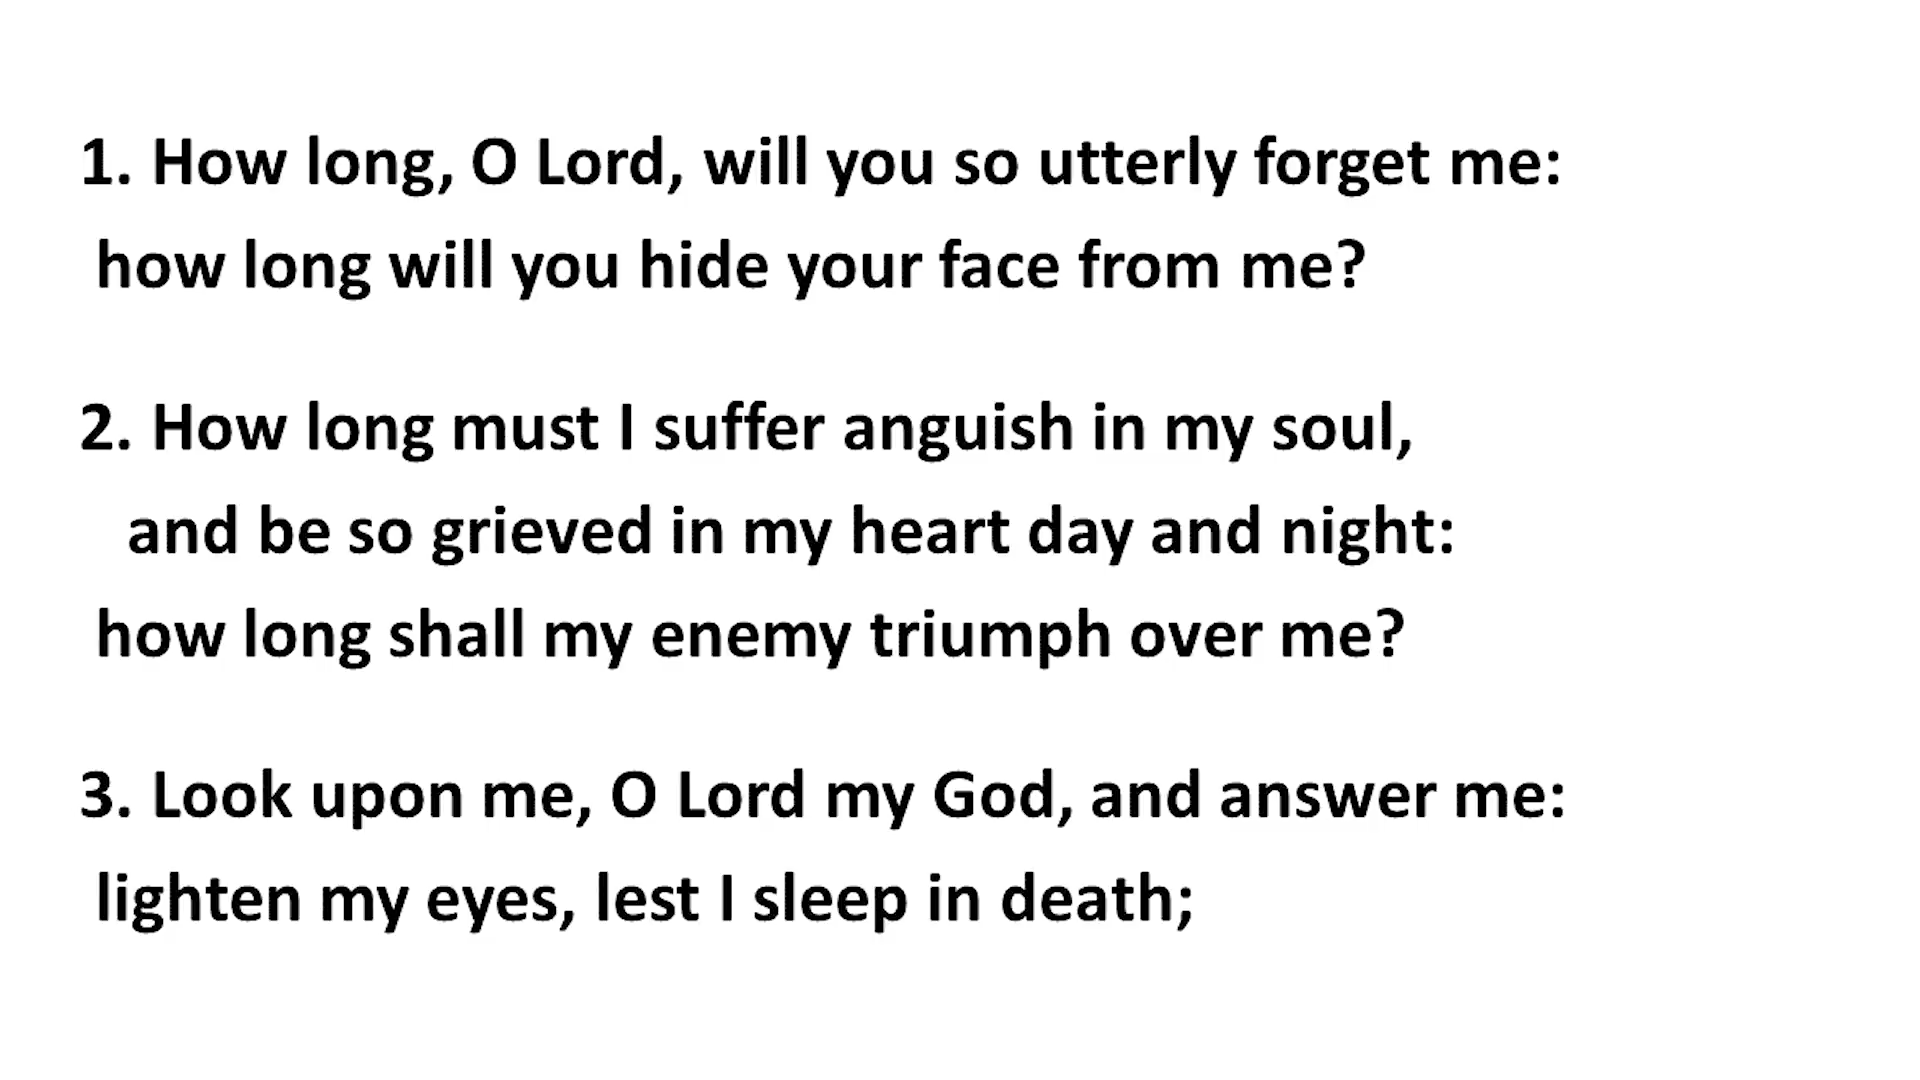 1. How long, O Lord, will you so utterly forget me:
how long will you hide your face from me?
2. How long must I suffer anguish in my soul,
and be so grieved in my heart day and night:
how long shall my enemy triumph over me?
3. Look upon me, O Lord my God, and answer me:
lighten my eyes, lest I sleep in death;